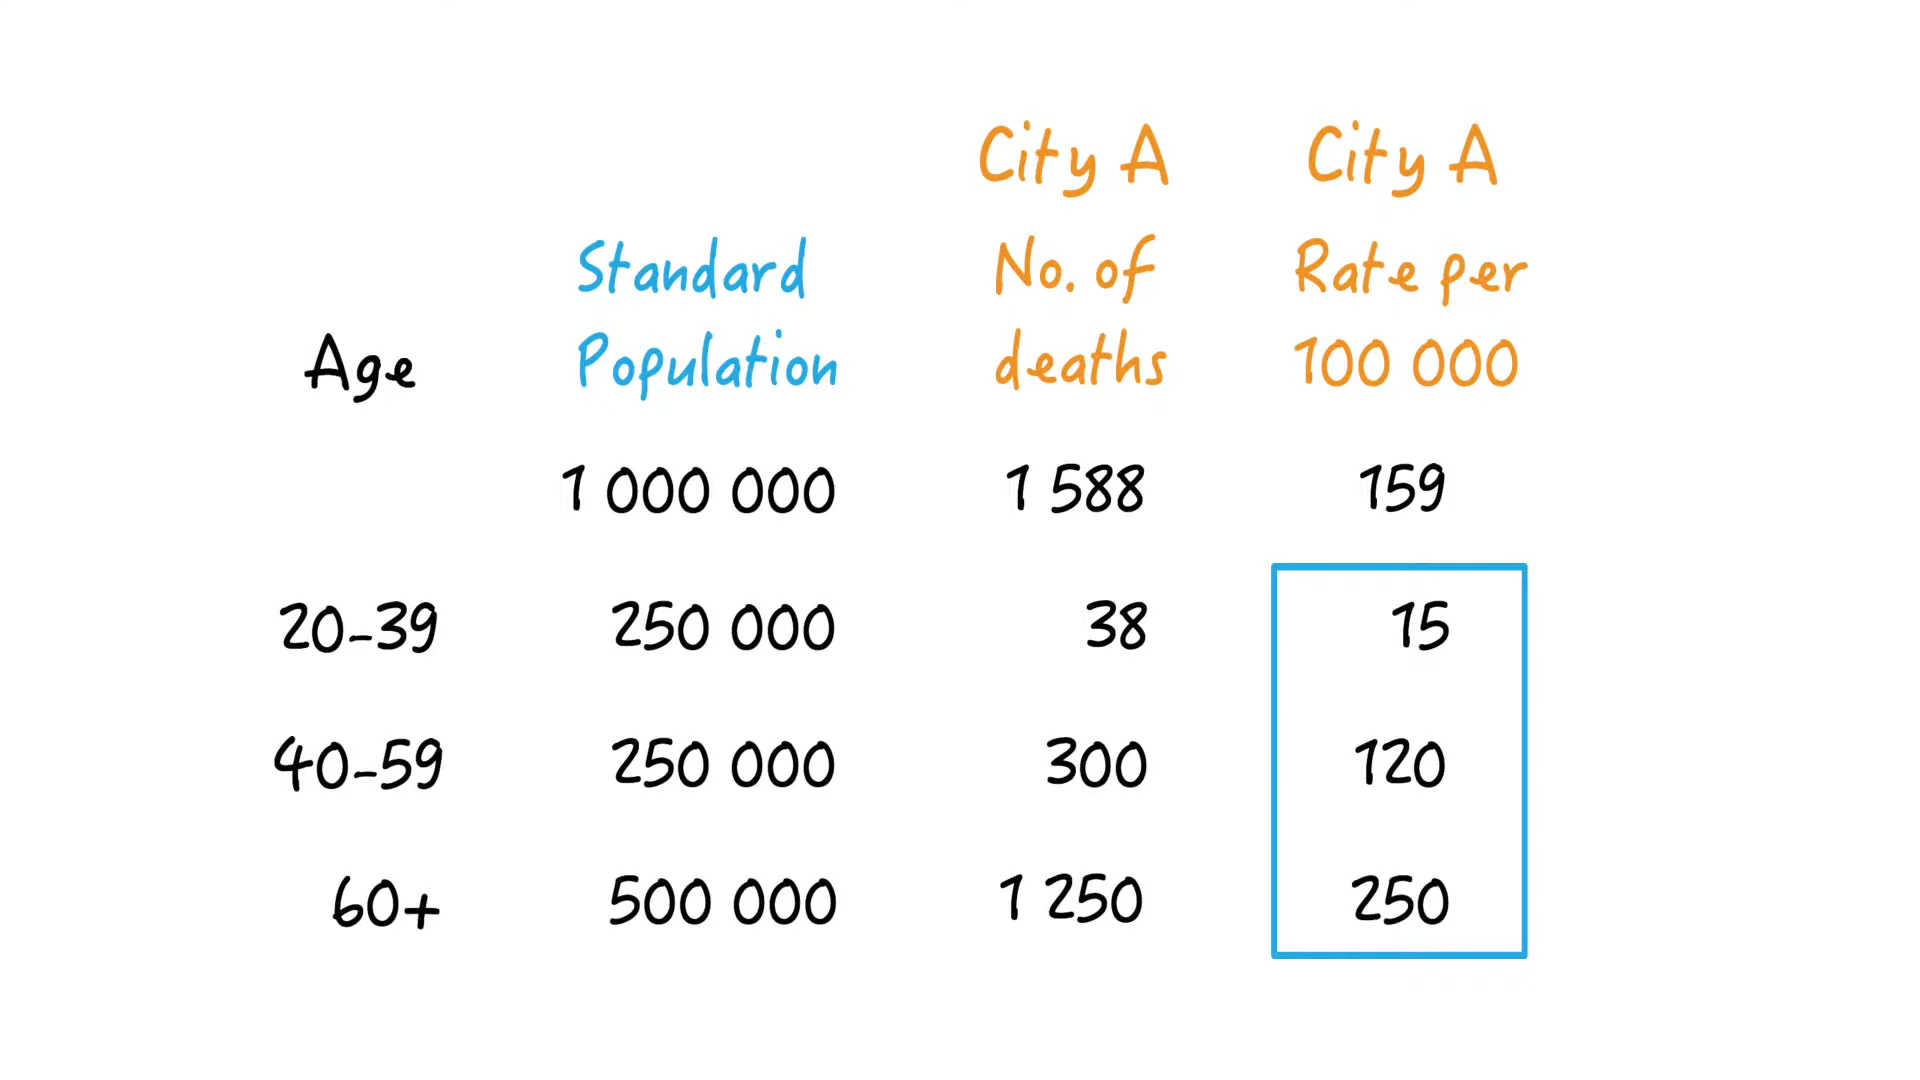 City A City A
Standard No. of Rate per
Age Population deaths 100 000
1 000 000 1 588 159
20-39 250 000 38 15
40-59 250 000 300 120
60+ 500 000 1 250 250